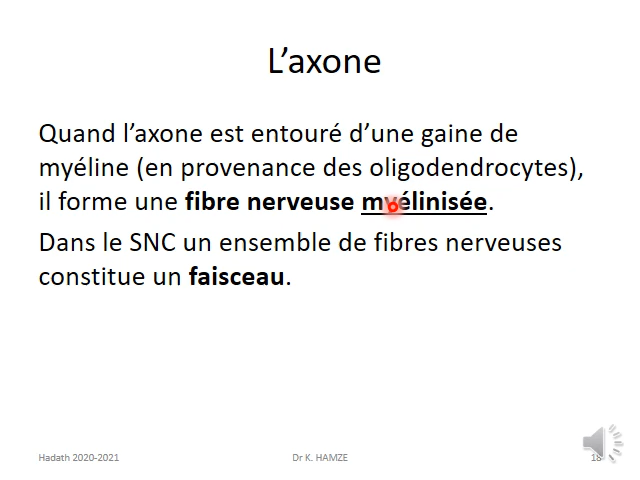 L’axone
Quand l’axone est entouré d’une gaine de
myéline (en provenance des oligodendrocytes),
il forme une fibre nerveuse myélinisée.
Dans le SNC un ensemble de fibres nerveuses
constitue un faisceau.
Hadath 2020-2021
Dr K. HAMZE
18